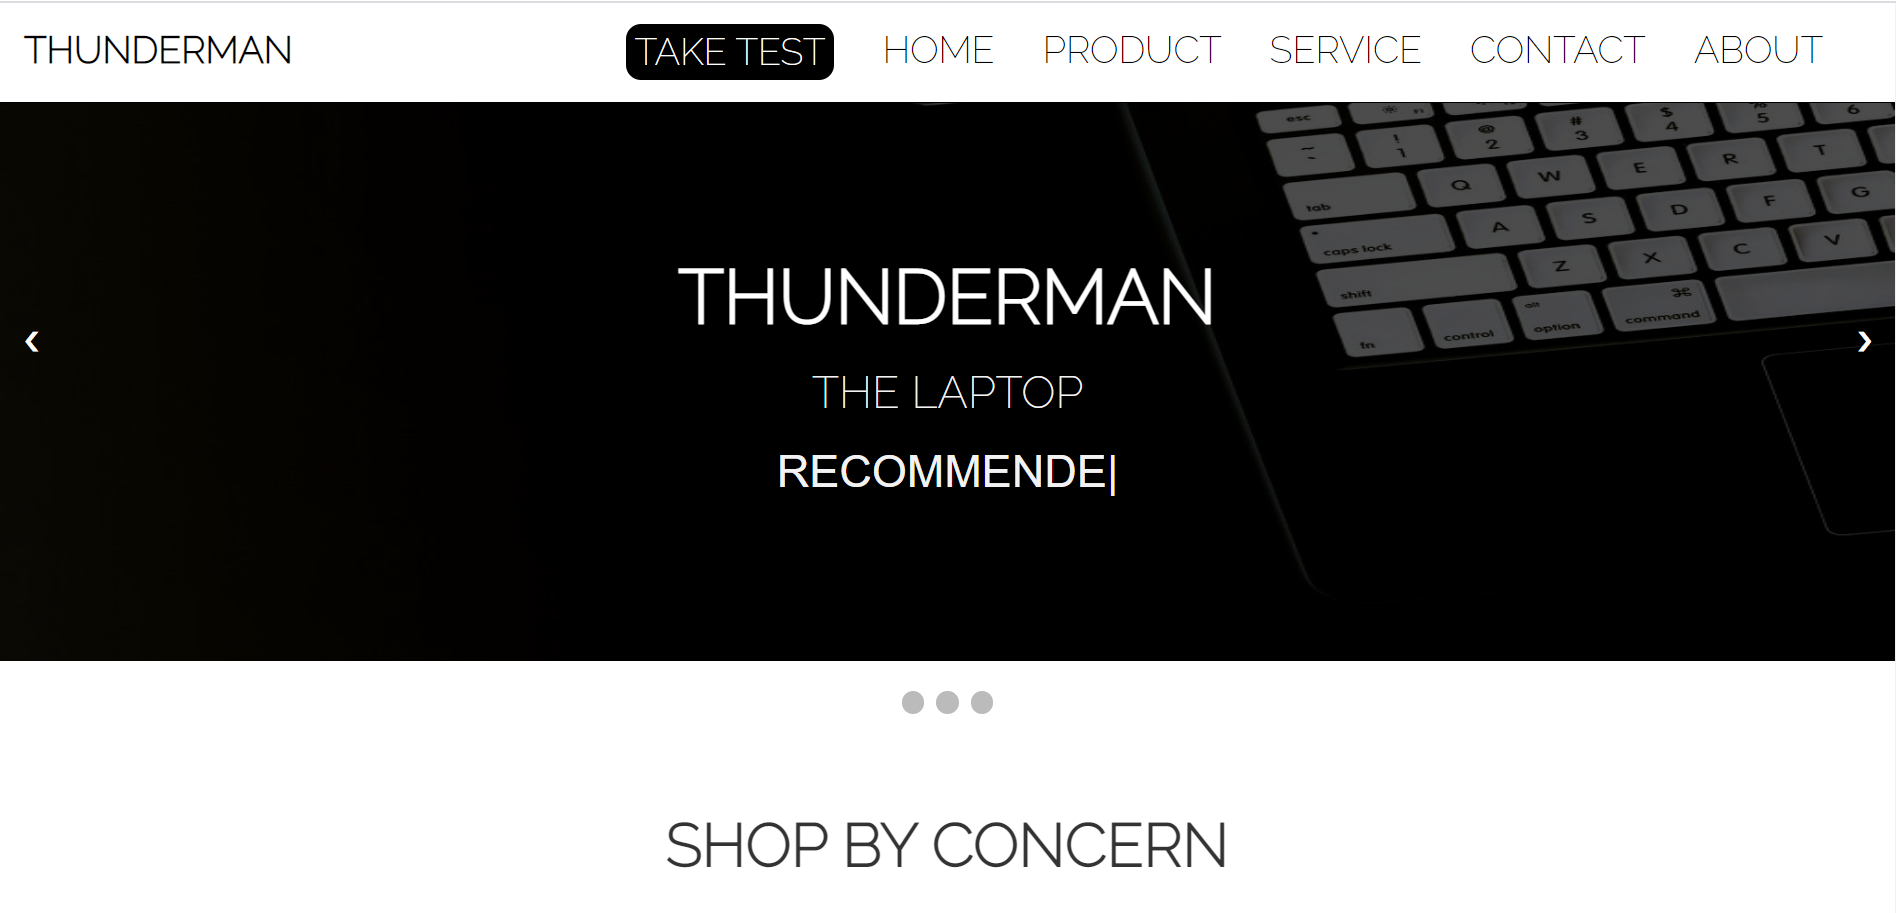 THUNDERMAN
TAKE TEST HOME PRODUCT SERVICE CONTACT ABOUT
esc
~ ! 1 @ 2 # 3 $ 4 % 5 6
tab Q W E R T
caps lock A S D F G
shift Z X C V
fn control alt option ⌘ command
THUNDERMAN
THE LAPTOP
RECOMMENDE|
SHOP BY CONCERN